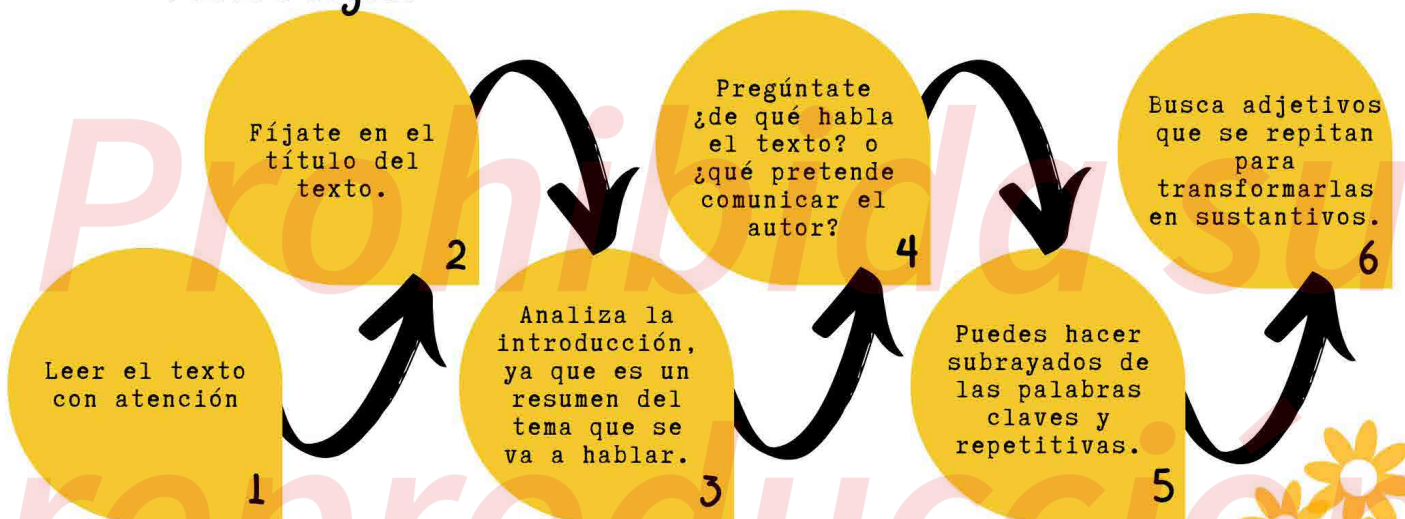 Leer el texto
con atención
1
Fíjate en el
título del
texto.
2
Analiza la
introducción,
ya que es un
resumen del
tema que se
va a hablar.
3
Pregúntate
¿de qué habla
el texto? o
¿qué pretende
comunicar el
autor?
4
Puedes hacer
subrayados de
las palabras
claves y
repetitivas.
5
Busca adjetivos
que se repitan
para
transformarlas
en sustantivos.
6
Prohibida su